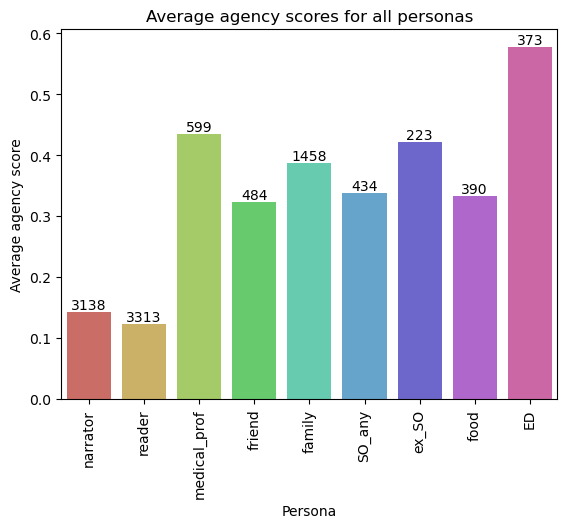 Average agency scores for all personas
Average agency score
0.6
0.5
0.4
0.3
0.2
0.1
0.0
3138
3313
599
484
1458
434
223
390
373
narrator
reader
medical_prof
friend
family
SO_any
ex_SO
food
ED
Persona